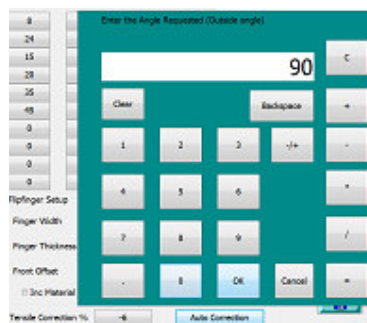 Enter the Angle Requested (Outside angle)
90
C
Clear
Backspace
+
1
2
3
-/+
-
4
5
6
*
7
8
9
/
.
0
OK
Cancel
=
8
24
15
28
35
45
0
0
0
0
Flipfinger Setup
Finger Width
Finger Thickness
Front Offset
Inc Material
Tensile Correction %
-6
Auto Correction